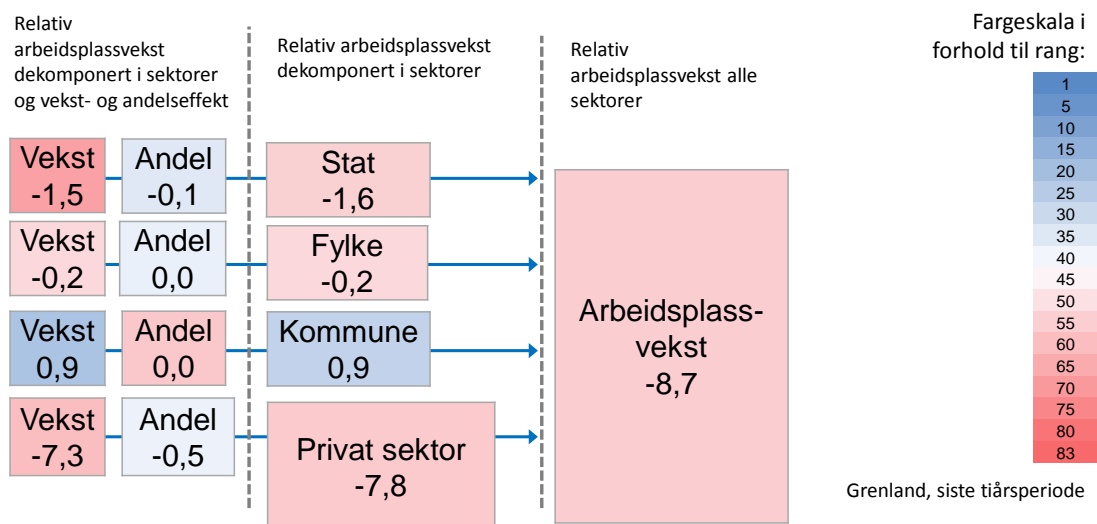 Relativ
arbeidsplassvekst
dekomponert i sektorer
og vekst- og andelseffekt
Relativ arbeidsplassvekst
dekomponert i sektorer
Relativ
arbeidsplassvekst alle
sektorer
Fargeskala i
forhold til rang:
Vekst
-1,5
Andel
-0,1
Stat
-1,6
Vekst
-0,2
Andel
0,0
Fylke
-0,2
Vekst
0,9
Andel
0,0
Kommune
0,9
Vekst
-7,3
Andel
-0,5
Privat sektor
-7,8
Arbeidsplass-
vekst
-8,7
1
5
10
15
20
25
30
35
40
45
50
55
60
65
70
75
80
83
Grenland, siste tiårsperiode